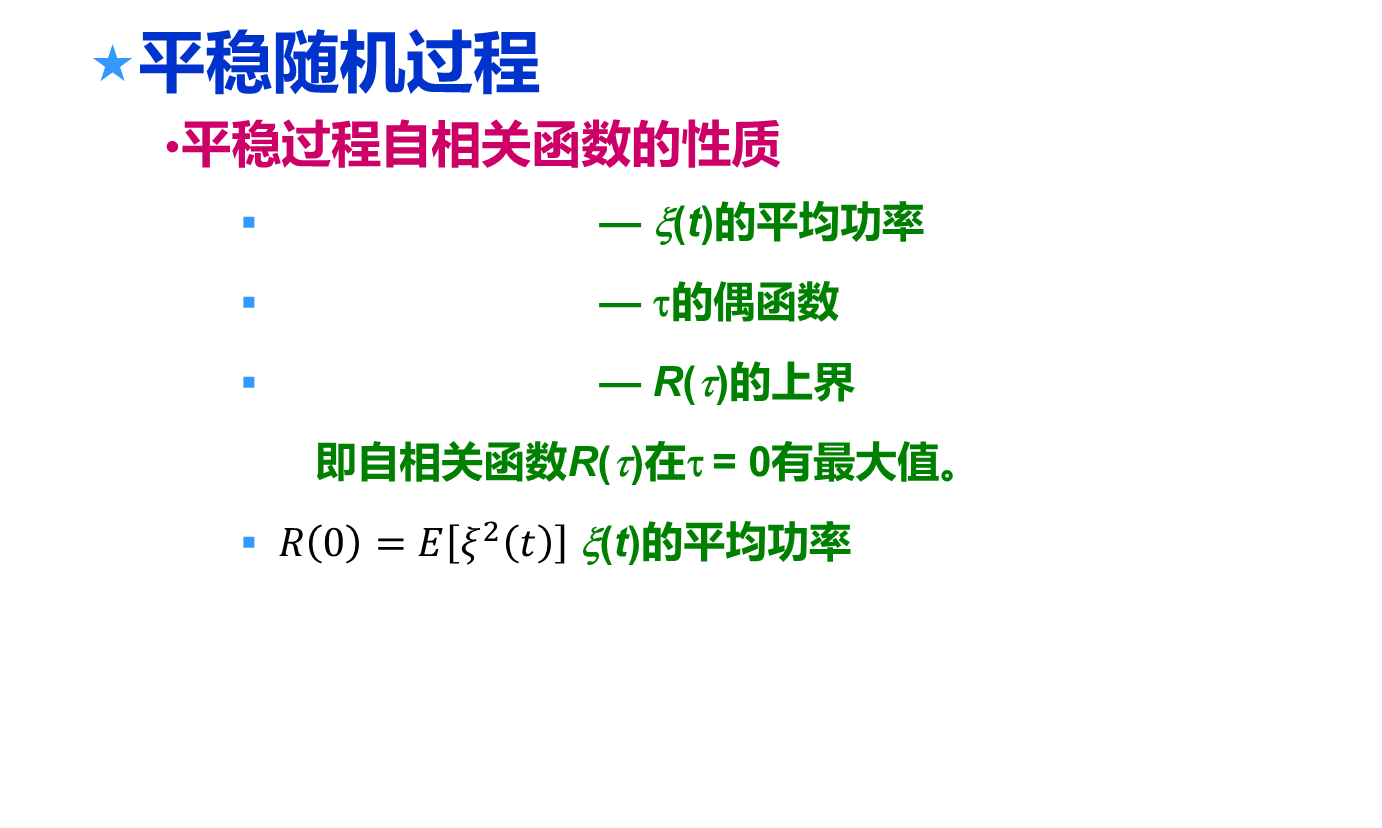 ★平稳随机过程
•平稳过程自相关函数的性质
▪ — ξ(t)的平均功率
▪ — τ的偶函数
▪ — R(τ)的上界
即自相关函数R(τ)在τ = 0有最大值。
▪ R(0) = E[ξ²(t)] ξ(t)的平均功率